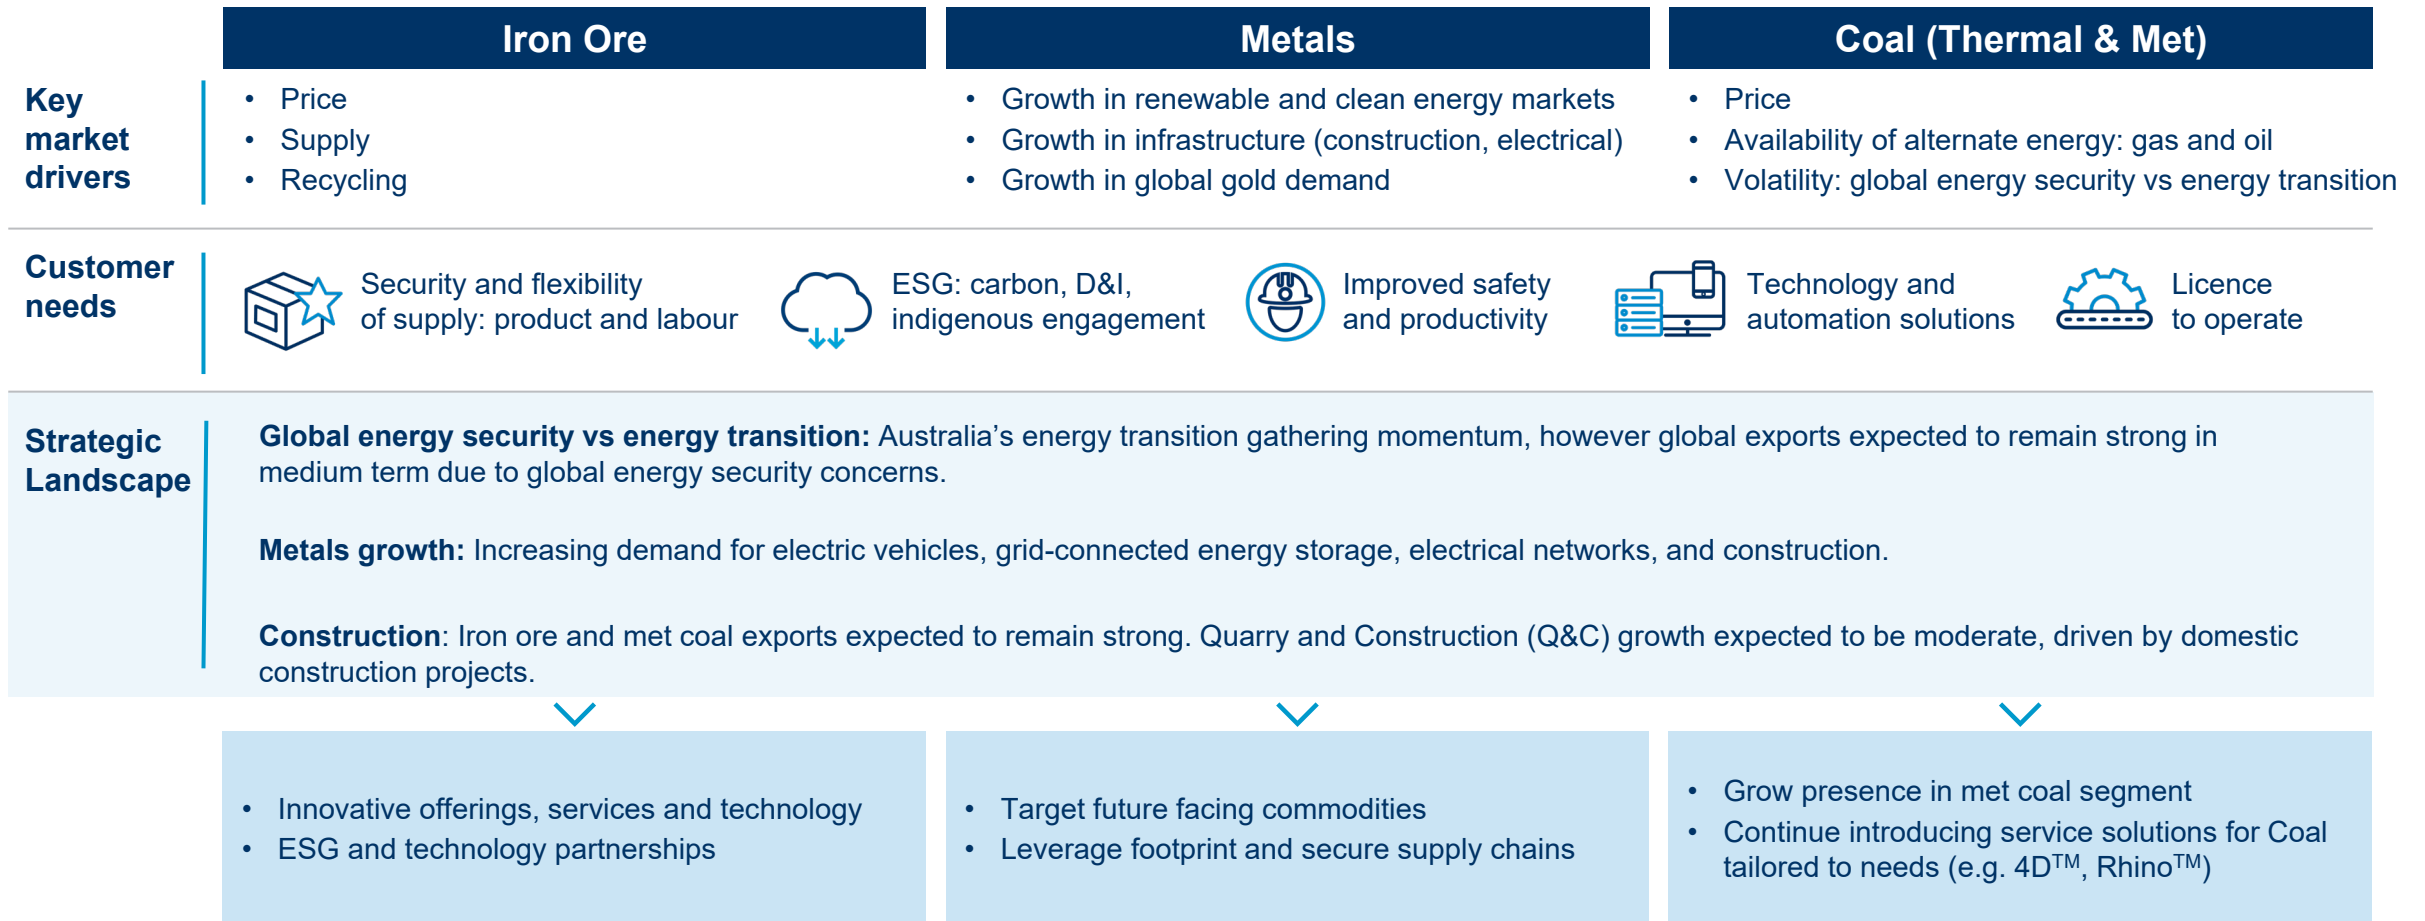 Iron Ore
Metals
Coal (Thermal & Met)
Key
market
drivers
• Price
• Supply
• Recycling
• Growth in renewable and clean energy markets
• Growth in infrastructure (construction, electrical)
• Growth in global gold demand
• Price
• Availability of alternate energy: gas and oil
• Volatility: global energy security vs energy transition
Customer
needs
Security and flexibility
of supply: product and labour
ESG: carbon, D&I,
indigenous engagement
Improved safety
and productivity
Technology and
automation solutions
Licence
to operate
Strategic
Landscape
Global energy security vs energy transition: Australia’s energy transition gathering momentum, however global exports expected to remain strong in
medium term due to global energy security concerns.
Metals growth: Increasing demand for electric vehicles, grid-connected energy storage, electrical networks, and construction.
Construction: Iron ore and met coal exports expected to remain strong. Quarry and Construction (Q&C) growth expected to be moderate, driven by domestic
construction projects.
• Innovative offerings, services and technology
• ESG and technology partnerships
• Target future facing commodities
• Leverage footprint and secure supply chains
• Grow presence in met coal segment
• Continue introducing service solutions for Coal
tailored to needs (e.g. 4D™, Rhino™)